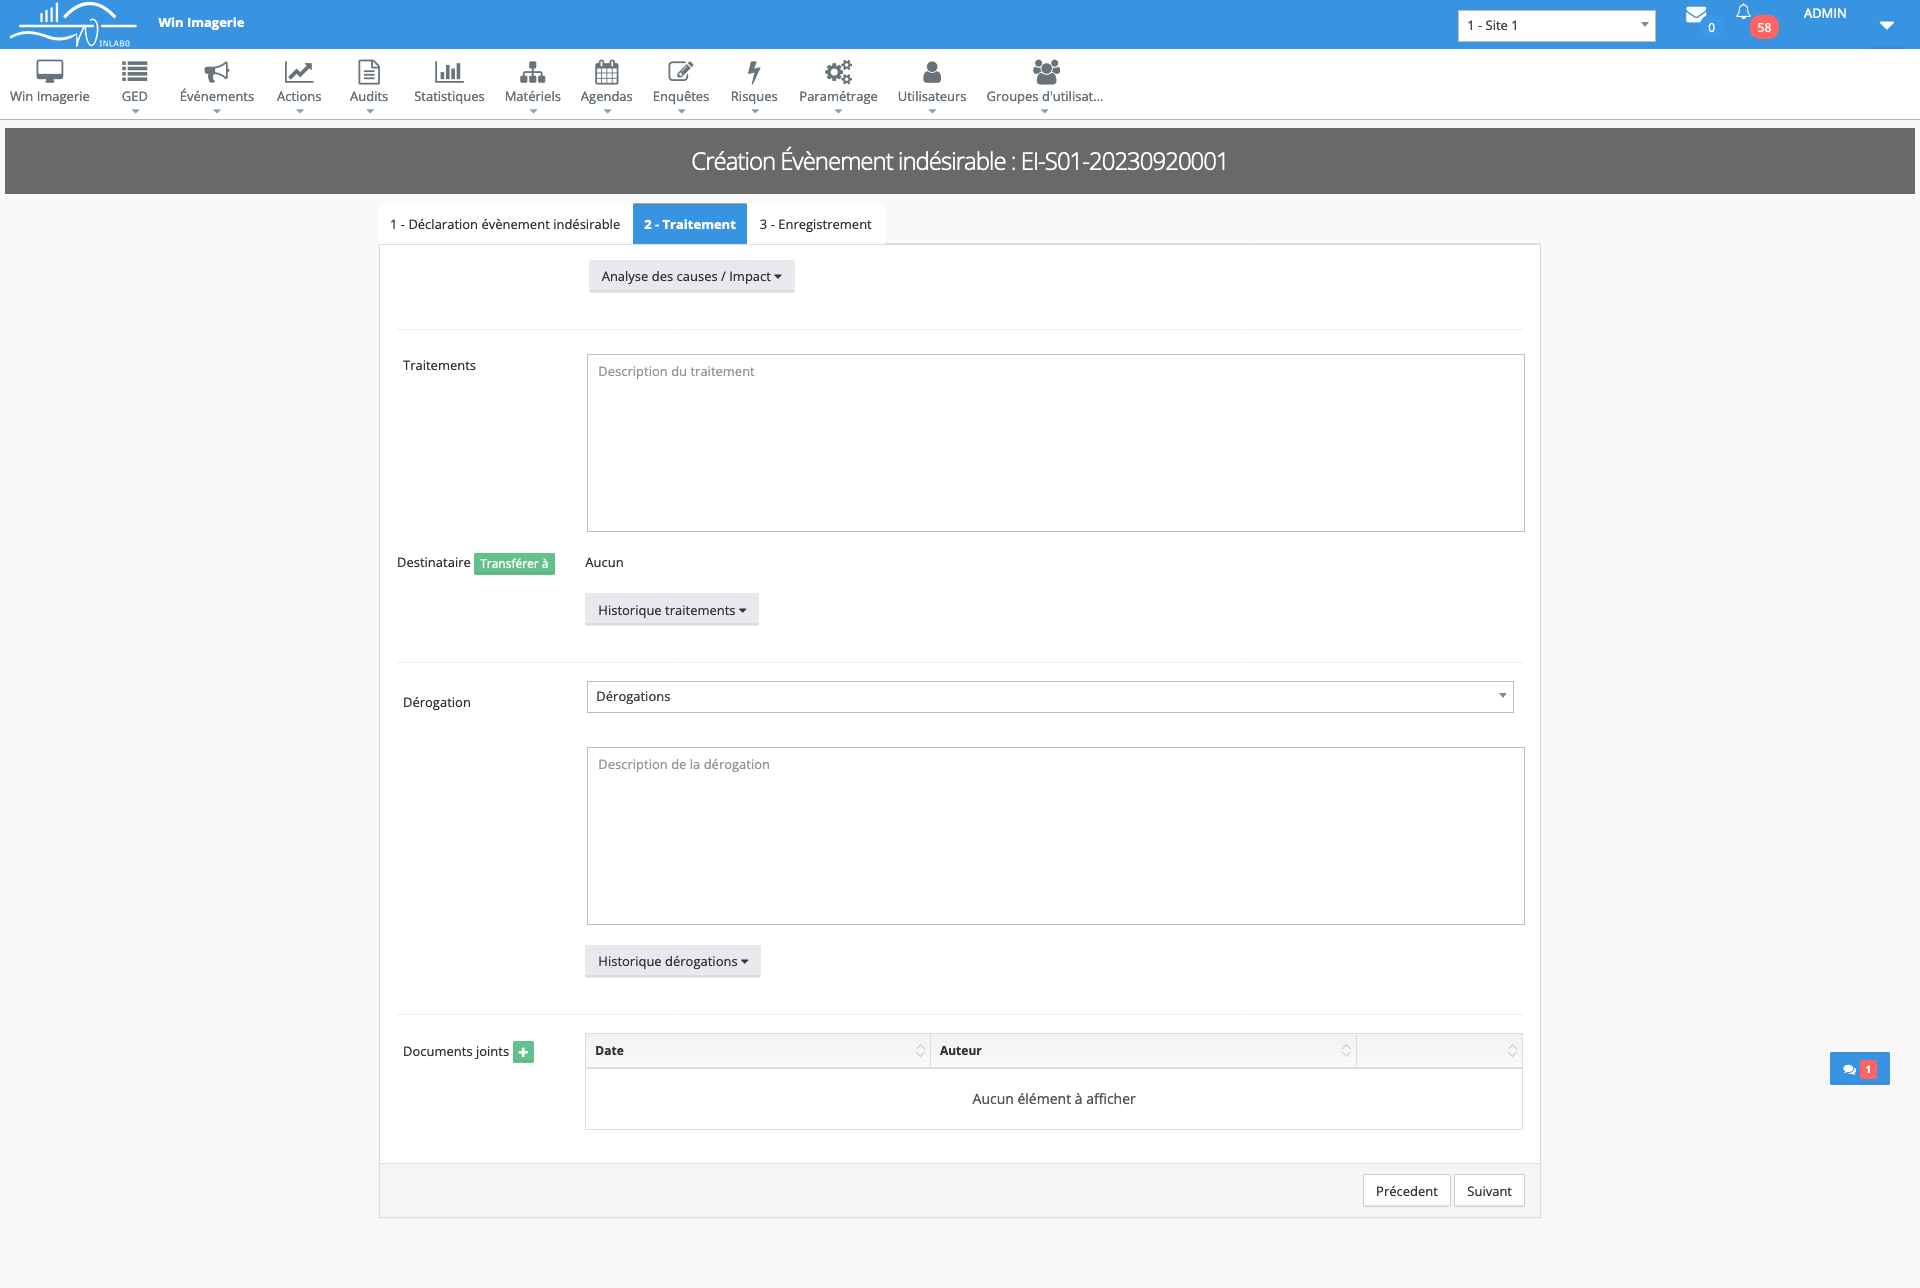 INLABO
Win Imagerie
1 - Site 1
0
58
ADMIN
Win Imagerie
GED
Événements
Actions
Audits
Statistiques
Matériels
Agendas
Enquêtes
Risques
Paramétrage
Utilisateurs
Groupes d'utilisat...
Création Évènement indésirable : EI-S01-20230920001
1 - Déclaration évènement indésirable
2 - Traitement
3 - Enregistrement
Analyse des causes / Impact
Traitements
Description du traitement
Destinataire Transférer à
Aucun
Historique traitements
Dérogation
Dérogations
Description de la dérogation
Historique dérogations
Documents joints
Date
Auteur
Aucun élément à afficher
1
Précedent
Suivant